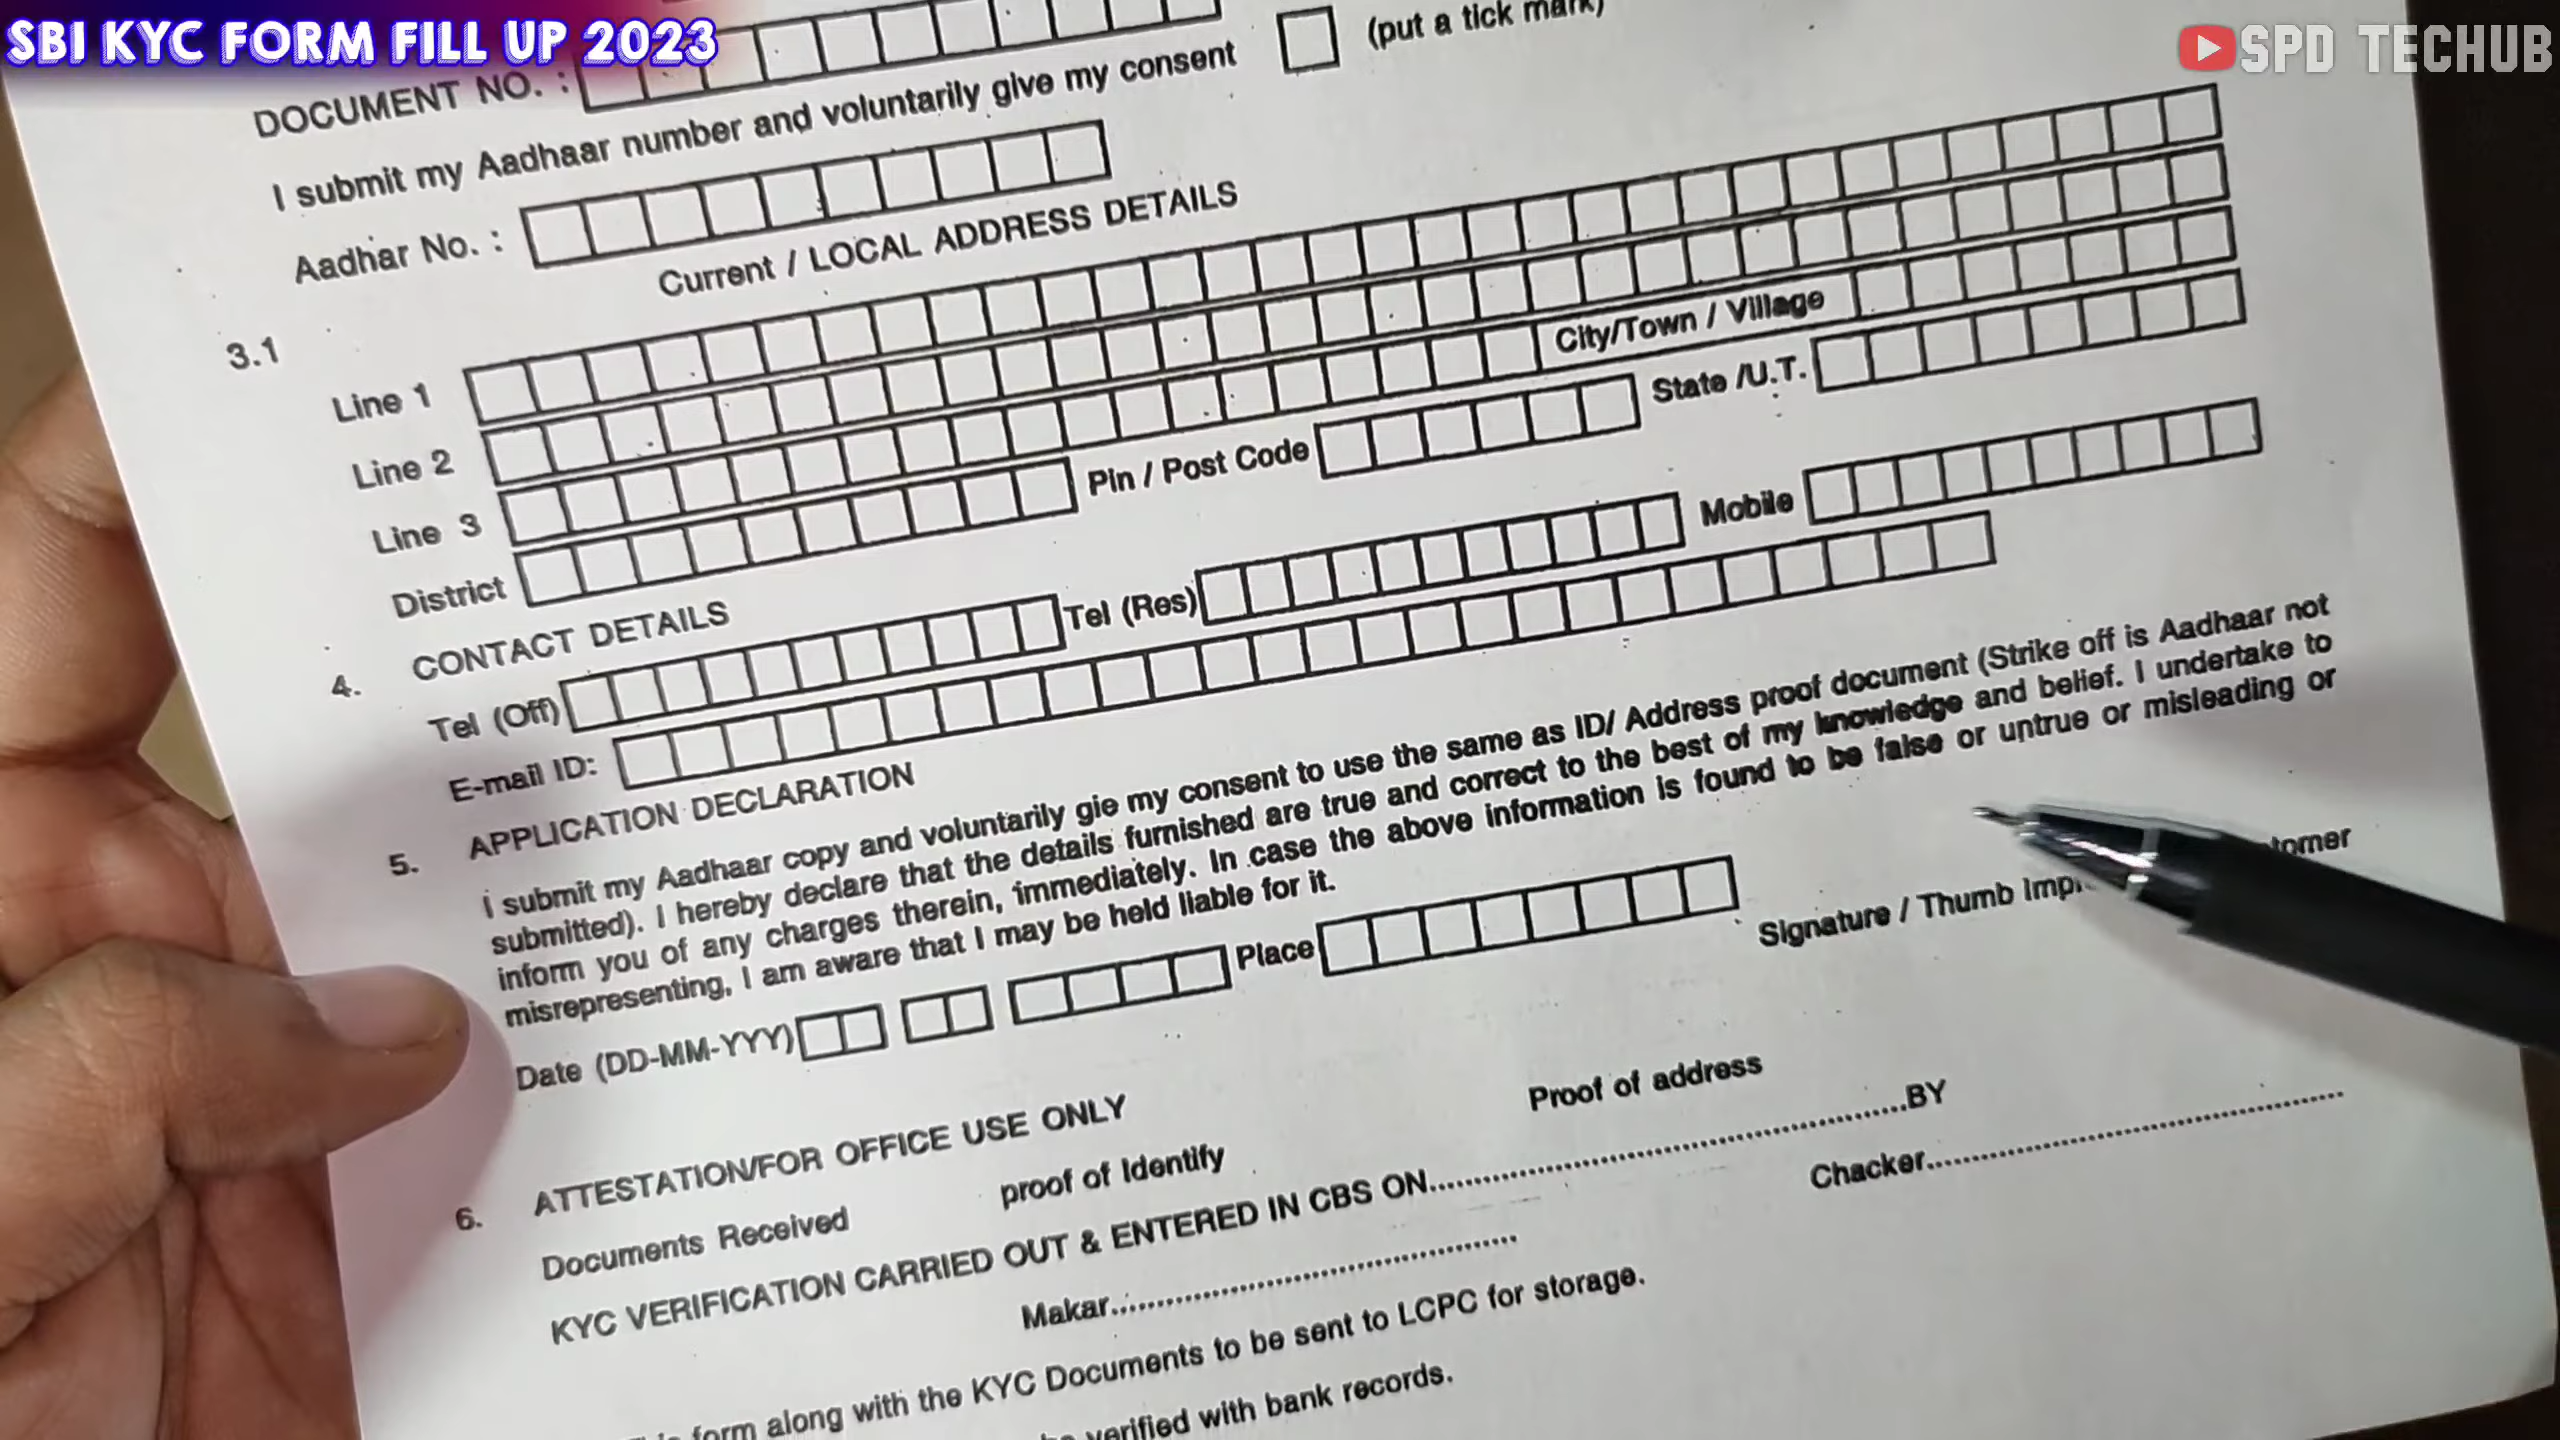 SBI KYC FORM FILL UP 2023
SPD TECHUB
DOCUMENT NO. :
I submit my Aadhaar number and voluntarily give my consent (put a tick mark)
Aadhar No. :
3.1 Current / LOCAL ADDRESS DETAILS
Line 1
Line 2
Line 3 City/Town / Village
District Pin / Post Code State /U.T.
4. CONTACT DETAILS
Tel (Off) Tel (Res) Mobile
E-mail ID:
5. APPLICATION DECLARATION
I submit my Aadhaar copy and voluntarily gie my consent to use the same as ID/ Address proof document (Strike off is Aadhaar not
submitted). I hereby declare that the details furnished are true and correct to the best of my knowledge and belief. I undertake to
inform you of any charges therein, immediately. In case the above information is found to be false or untrue or misleading or
misrepresenting, I am aware that I may be held liable for it.
Date (DD-MM-YYY) Place Signature / Thumb
6. ATTESTATION/FOR OFFICE USE ONLY
Documents Received proof of Identify Proof of address
KYC VERIFICATION CARRIED OUT & ENTERED IN CBS ON..........BY
Makar.......... Chacker..........
form along with the KYC Documents to be sent to LCPC for storage.
verified with bank records.